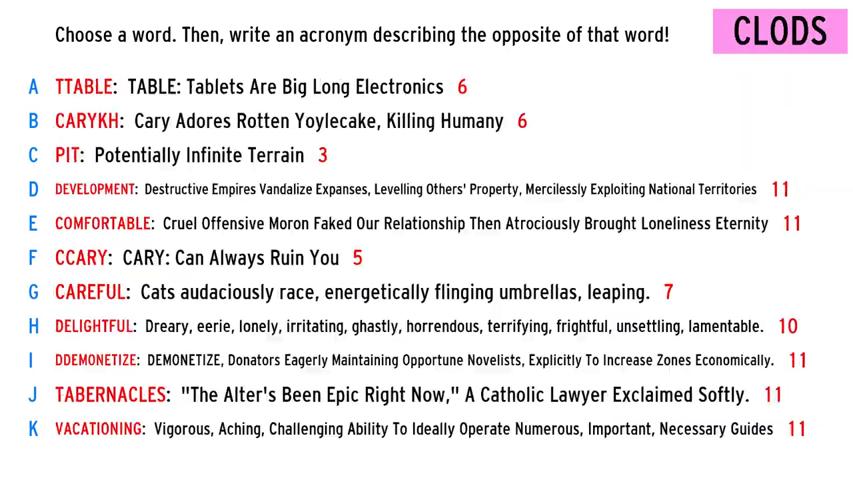 Choose a word. Then, write an acronym describing the opposite of that word!
CLODS
A TTABLE: TABLE: Tablets Are Big Long Electronics 6
B CARYKH: Cary Adores Rotten Yoylecake, Killing Humany 6
C PIT: Potentially Infinite Terrain 3
D DEVELOPMENT: Destructive Empires Vandalize Expanses, Levelling Others' Property, Mercilessly Exploiting National Territories 11
E COMFORTABLE: Cruel Offensive Moron Faked Our Relationship Then Atrociously Brought Loneliness Eternity 11
F CCARY: CARY: Can Always Ruin You 5
G CAREFUL: Cats audaciously race, energetically flinging umbrellas, leaping. 7
H DELIGHTFUL: Dreary, eerie, lonely, irritating, ghastly, horrendous, terrifying, frightful, unsettling, lamentable. 10
I DDEMONETIZE: DEMONETIZE, Donators Eagerly Maintaining Opportune Novelists, Explicitly To Increase Zones Economically. 11
J TABERNACLES: "The Alter's Been Epic Right Now," A Catholic Lawyer Exclaimed Softly. 11
K VACATIONING: Vigorous, Aching, Challenging Ability To Ideally Operate Numerous, Important, Necessary Guides 11